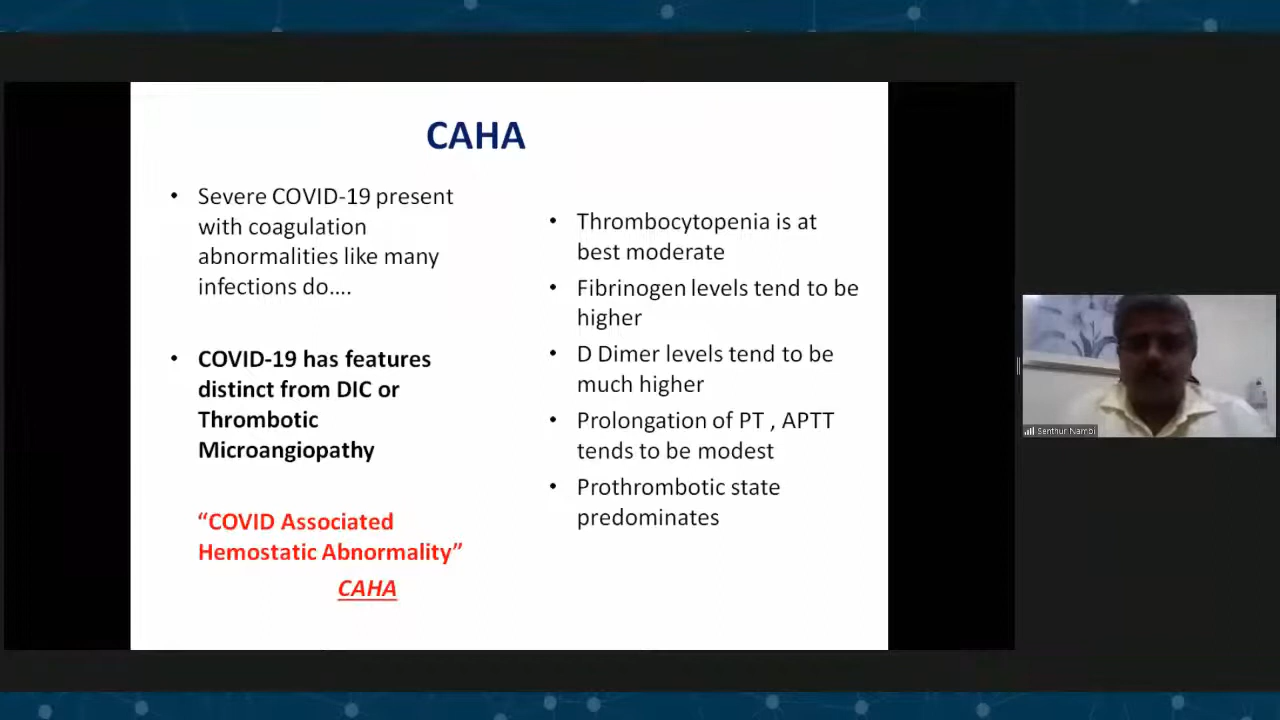 CAHA
• Severe COVID-19 present
with coagulation
abnormalities like many
infections do....
• COVID-19 has features
distinct from DIC or
Thrombotic
Microangiopathy
“COVID Associated
Hemostatic Abnormality”
CAHA
• Thrombocytopenia is at
best moderate
• Fibrinogen levels tend to be
higher
• D Dimer levels tend to be
much higher
• Prolongation of PT , APTT
tends to be modest
• Prothrombotic state
predominates
Senthur Nambi